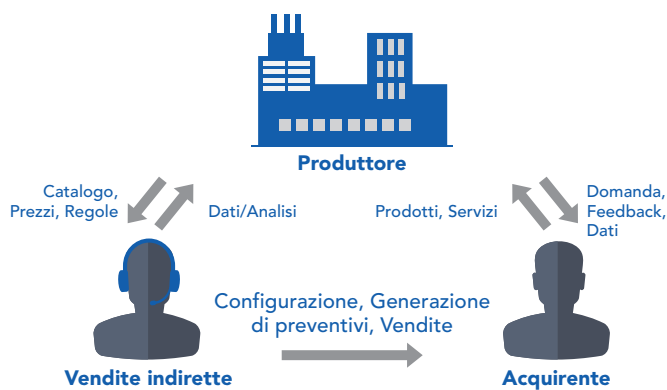 Produttore
Catalogo,
Prezzi, Regole
Dati/Analisi
Prodotti, Servizi
Domanda,
Feedback,
Dati
Configurazione, Generazione
di preventivi, Vendite
Vendite indirette
Acquirente